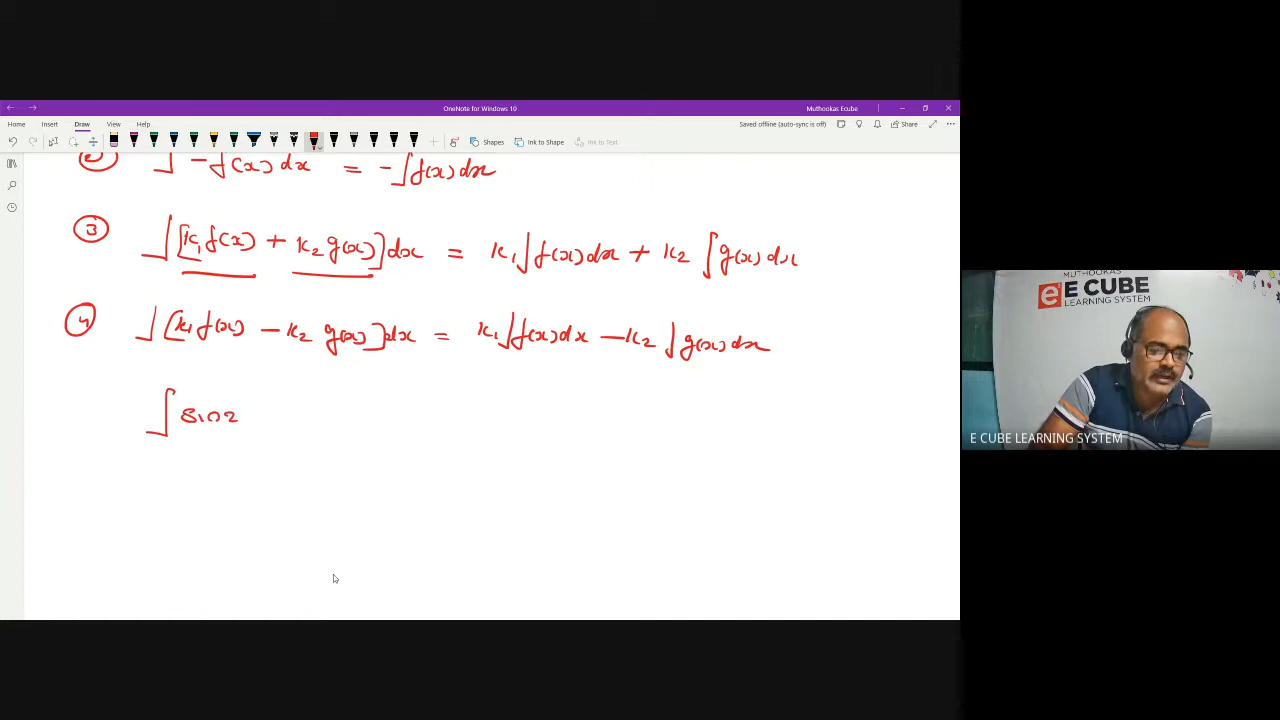 OneNote for Windows 10
Muthookas Ecube
Home Insert Draw View Help
Saved offline (auto-sync is off)
Share
Shapes
Ink to Shape
Ink to Text
② ∫ -f(x) dx = -∫f(x)dx
③ ∫[k₁f(x) + k₂g(x)]dx = k₁∫f(x)dx + k₂ ∫g(x)dx
④ ∫[k₁f(x) - k₂ g(x)]dx = k₁∫f(x)dx - k₂ ∫g(x)dx
∫ sin2
MUTHOOKAS
e E CUBE
LEARNING SYSTEM
E CUBE LEARNING SYSTEM